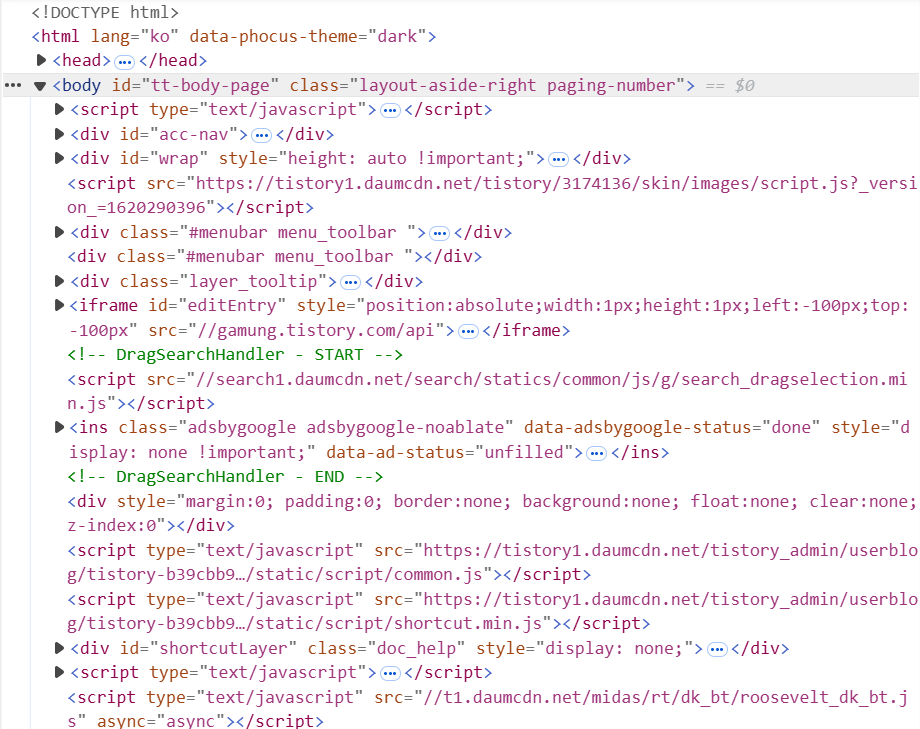 <!DOCTYPE html>
<html lang="ko" data-phocus-theme="dark">
▶<head>…</head>
…▼<body id="tt-body-page" class="layout-aside-right paging-number"> == $0
▶<script type="text/javascript">…</script>
▶<div id="acc-nav">…</div>
▶<div id="wrap" style="height: auto !important;">…</div>
<script src="https://tistory1.daumcdn.net/tistory/3174136/skin/images/script.js?_versi
on_=1620290396"></script>
▶<div class="#menubar menu_toolbar ">…</div>
<div class="#menubar menu_toolbar "></div>
▶<div class="layer_tooltip">…</div>
▶<iframe id="editEntry" style="position:absolute;width:1px;height:1px;left:-100px;top:
-100px" src="//gamung.tistory.com/api">…</iframe>
<!-- DragSearchHandler - START -->
<script src="//search1.daumcdn.net/search/statics/common/js/g/search_dragselection.mi
n.js"></script>
▶<ins class="adsbygoogle adsbygoogle-noablate" data-adsbygoogle-status="done" style="d
isplay: none !important;" data-ad-status="unfilled">…</ins>
<!-- DragSearchHandler - END -->
<div style="margin:0; padding:0; border:none; background:none; float:none; clear:none;
z-index:0"></div>
<script type="text/javascript" src="https://tistory1.daumcdn.net/tistory_admin/userblo
g/tistory-b39cbb9…/static/script/common.js"></script>
<script type="text/javascript" src="https://tistory1.daumcdn.net/tistory_admin/userblo
g/tistory-b39cbb9…/static/script/shortcut.min.js"></script>
▶<div id="shortcutLayer" class="doc_help" style="display: none;">…</div>
▶<script type="text/javascript">…</script>
<script type="text/javascript" src="//t1.daumcdn.net/midas/rt/dk_bt/roosevelt_dk_bt.j
s" async="async"></script>